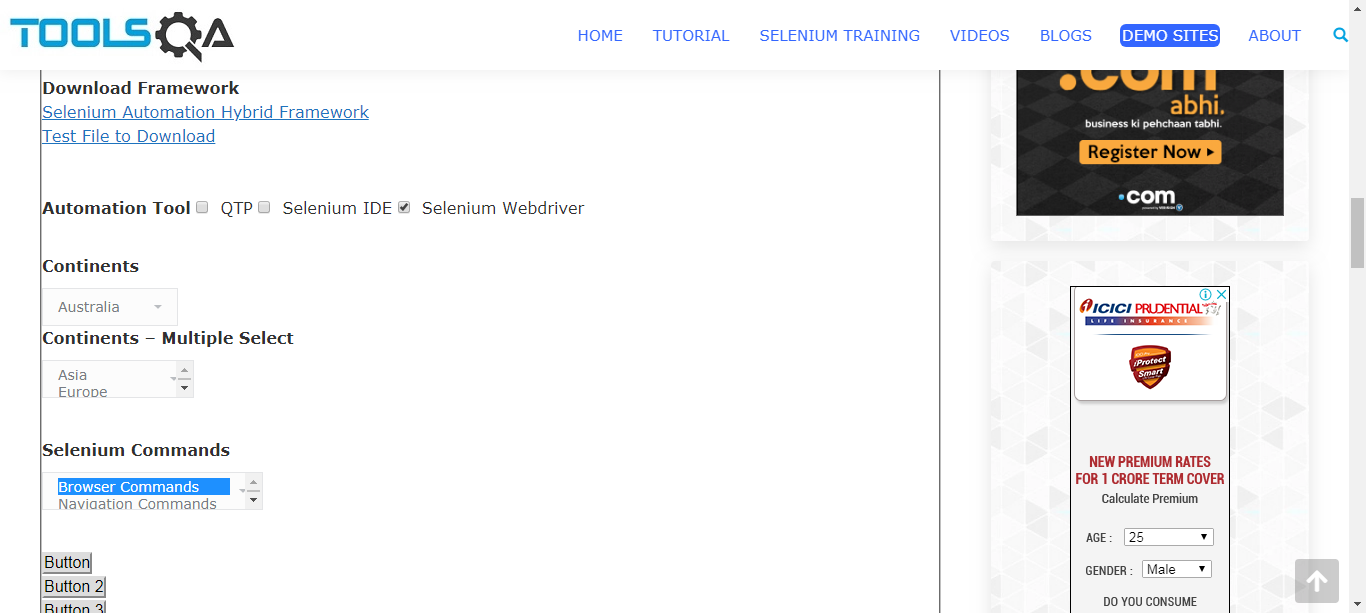 TOOLSQA
HOME TUTORIAL SELENIUM TRAINING VIDEOS BLOGS DEMO SITES ABOUT
Download Framework
Selenium Automation Hybrid Framework
Test File to Download
Automation Tool QTP Selenium IDE Selenium Webdriver
Continents
Australia
Continents – Multiple Select
Asia
Europe
Selenium Commands
Browser Commands
Navigation Commands
Button
Button 2
Button 3
.com
abhi.
business ki pehchaan tabhi.
Register Now
.com
ICICI PRUDENTIAL
LIFE INSURANCE
iProtect
Smart
NEW PREMIUM RATES
FOR 1 CRORE TERM COVER
Calculate Premium
AGE : 25
GENDER : Male
DO YOU CONSUME